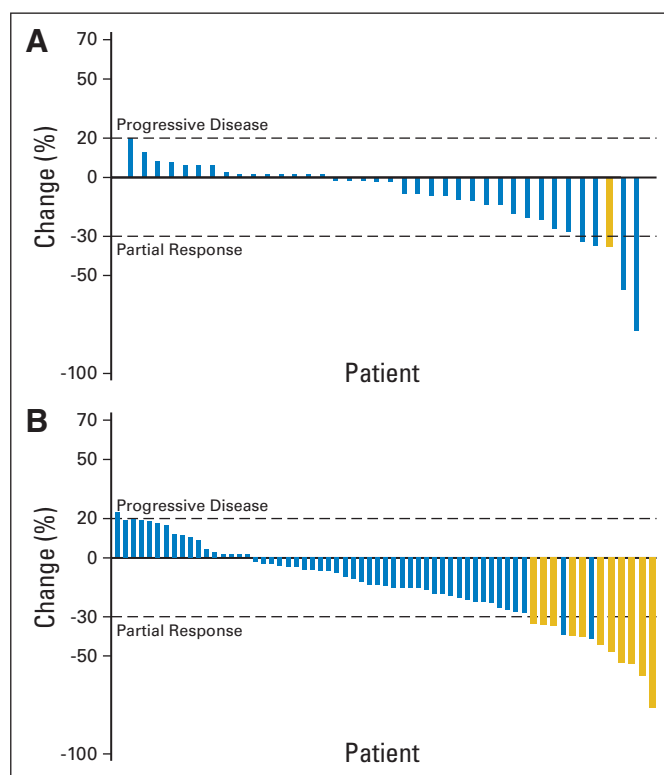 A
70
50
20
Progressive Disease
0
-30
Partial Response
-50
-100
Change (%)
Patient
B
70
50
20
Progressive Disease
0
-30
Partial Response
-50
-100
Change (%)
Patient